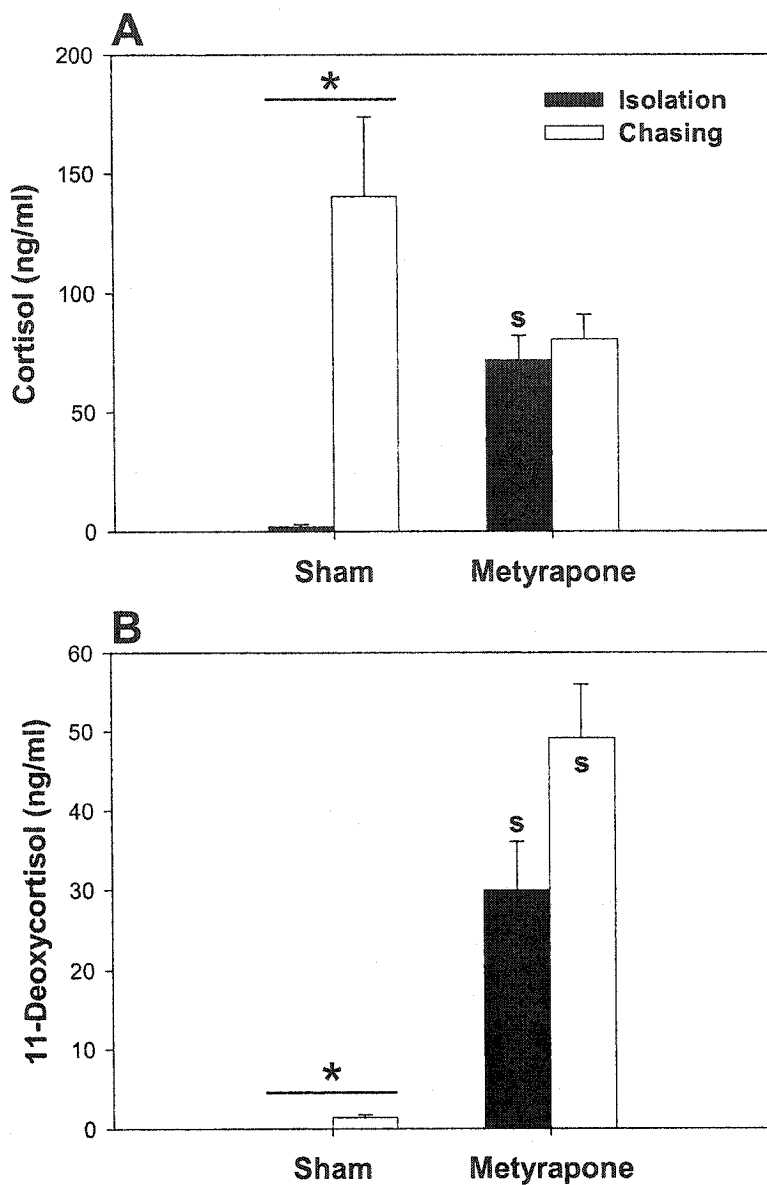 A
Cortisol (ng/ml)
200
150
100
50
0
*
Isolation
Chasing
s
Sham
Metyrapone
B
11-Deoxycortisol (ng/ml)
60
50
40
30
20
10
0
*
s
s
Sham
Metyrapone